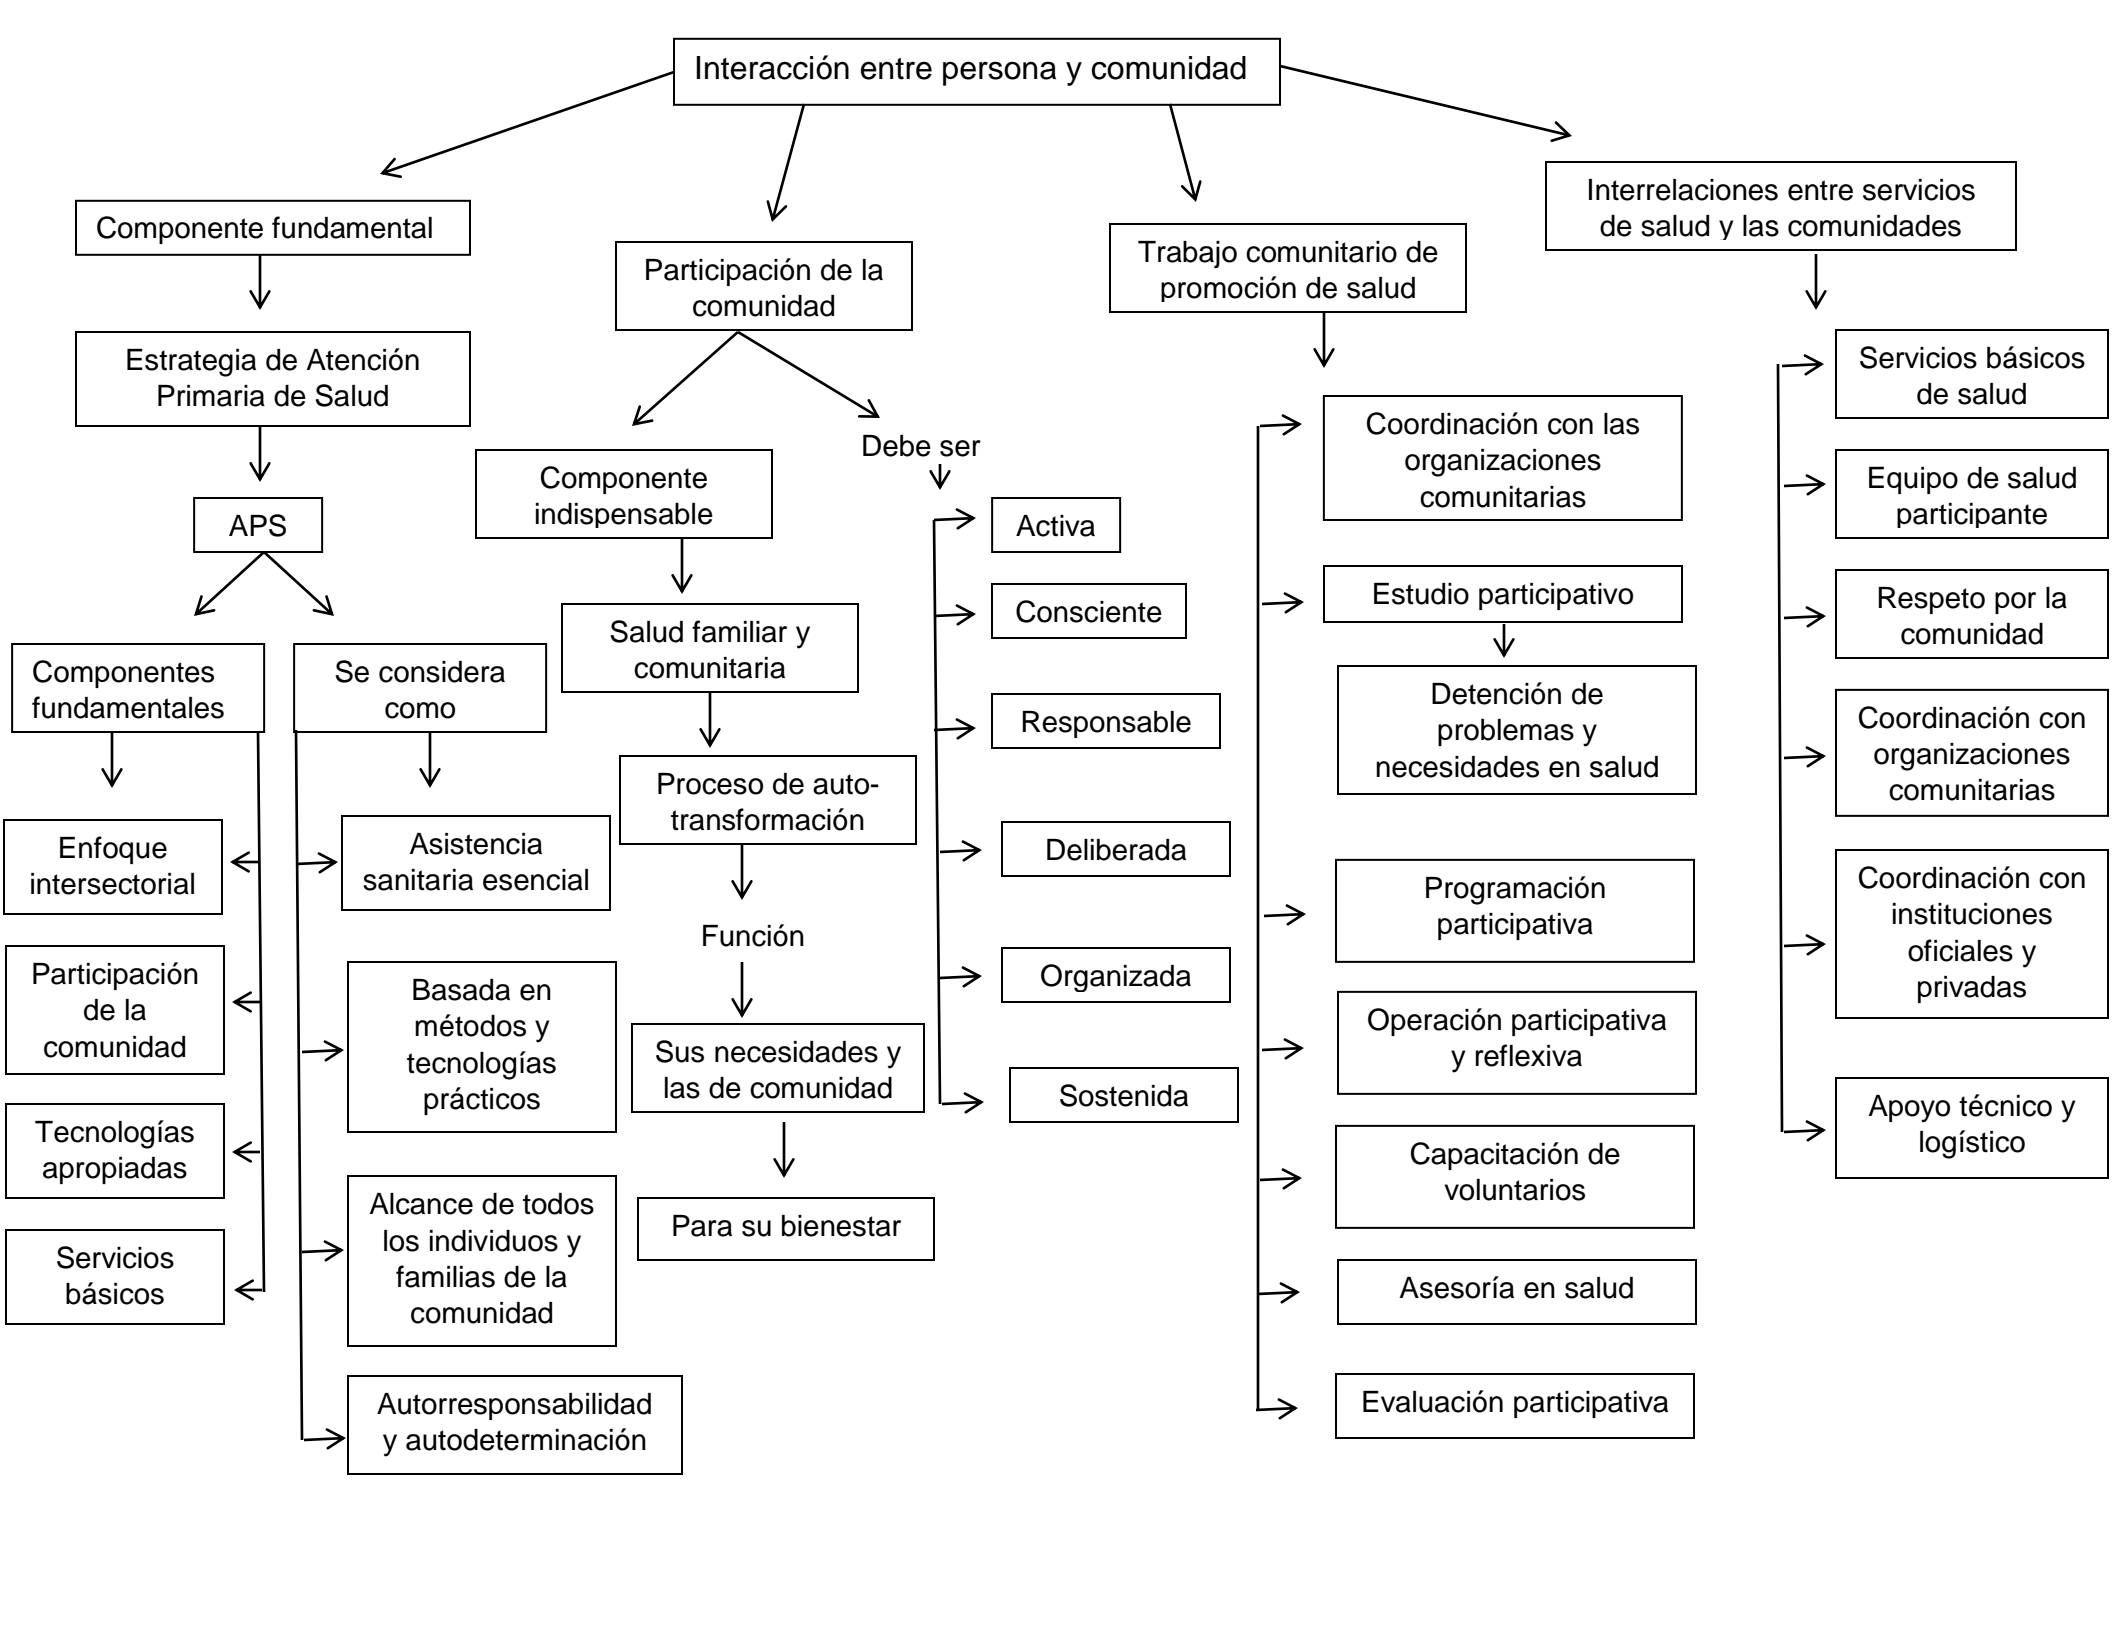 Interacción entre persona y comunidad
Componente fundamental
Estrategia de Atención
Primaria de Salud
APS
Componentes
fundamentales
Enfoque
intersectorial
Participación
de la
comunidad
Tecnologías
apropiadas
Servicios
básicos
Se considera
como
Asistencia
sanitaria esencial
Basada en
métodos y
tecnologías
prácticos
Alcance de todos
los individuos y
familias de la
comunidad
Autorresponsabilidad
y autodeterminación
Participación de la
comunidad
Componente
indispensable
Salud familiar y
comunitaria
Proceso de auto-
transformación
Función
Sus necesidades y
las de comunidad
Para su bienestar
Debe ser
Activa
Consciente
Responsable
Deliberada
Organizada
Sostenida
Trabajo comunitario de
promoción de salud
Coordinación con las
organizaciones
comunitarias
Estudio participativo
Detención de
problemas y
necesidades en salud
Programación
participativa
Operación participativa
y reflexiva
Capacitación de
voluntarios
Asesoría en salud
Evaluación participativa
Interrelaciones entre servicios
de salud y las comunidades
Servicios básicos
de salud
Equipo de salud
participante
Respeto por la
comunidad
Coordinación con
organizaciones
comunitarias
Coordinación con
instituciones
oficiales y
privadas
Apoyo técnico y
logístico